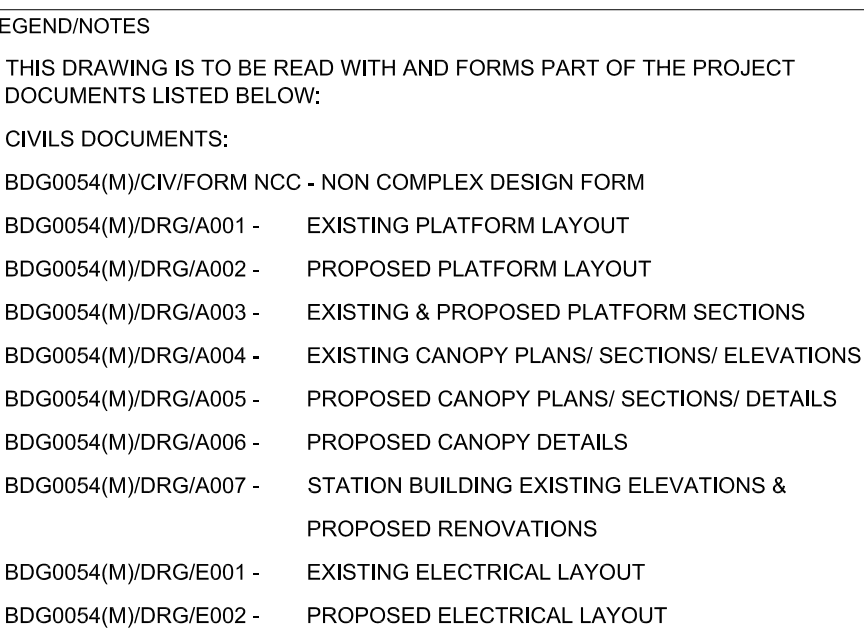 EGEND/NOTES
THIS DRAWING IS TO BE READ WITH AND FORMS PART OF THE PROJECT
DOCUMENTS LISTED BELOW:
CIVILS DOCUMENTS:
BDG0054(M)/CIV/FORM NCC - NON COMPLEX DESIGN FORM
BDG0054(M)/DRG/A001 - EXISTING PLATFORM LAYOUT
BDG0054(M)/DRG/A002 - PROPOSED PLATFORM LAYOUT
BDG0054(M)/DRG/A003 - EXISTING & PROPOSED PLATFORM SECTIONS
BDG0054(M)/DRG/A004 - EXISTING CANOPY PLANS/ SECTIONS/ ELEVATIONS
BDG0054(M)/DRG/A005 - PROPOSED CANOPY PLANS/ SECTIONS/ DETAILS
BDG0054(M)/DRG/A006 - PROPOSED CANOPY DETAILS
BDG0054(M)/DRG/A007 - STATION BUILDING EXISTING ELEVATIONS &
PROPOSED RENOVATIONS
BDG0054(M)/DRG/E001 - EXISTING ELECTRICAL LAYOUT
BDG0054(M)/DRG/E002 - PROPOSED ELECTRICAL LAYOUT